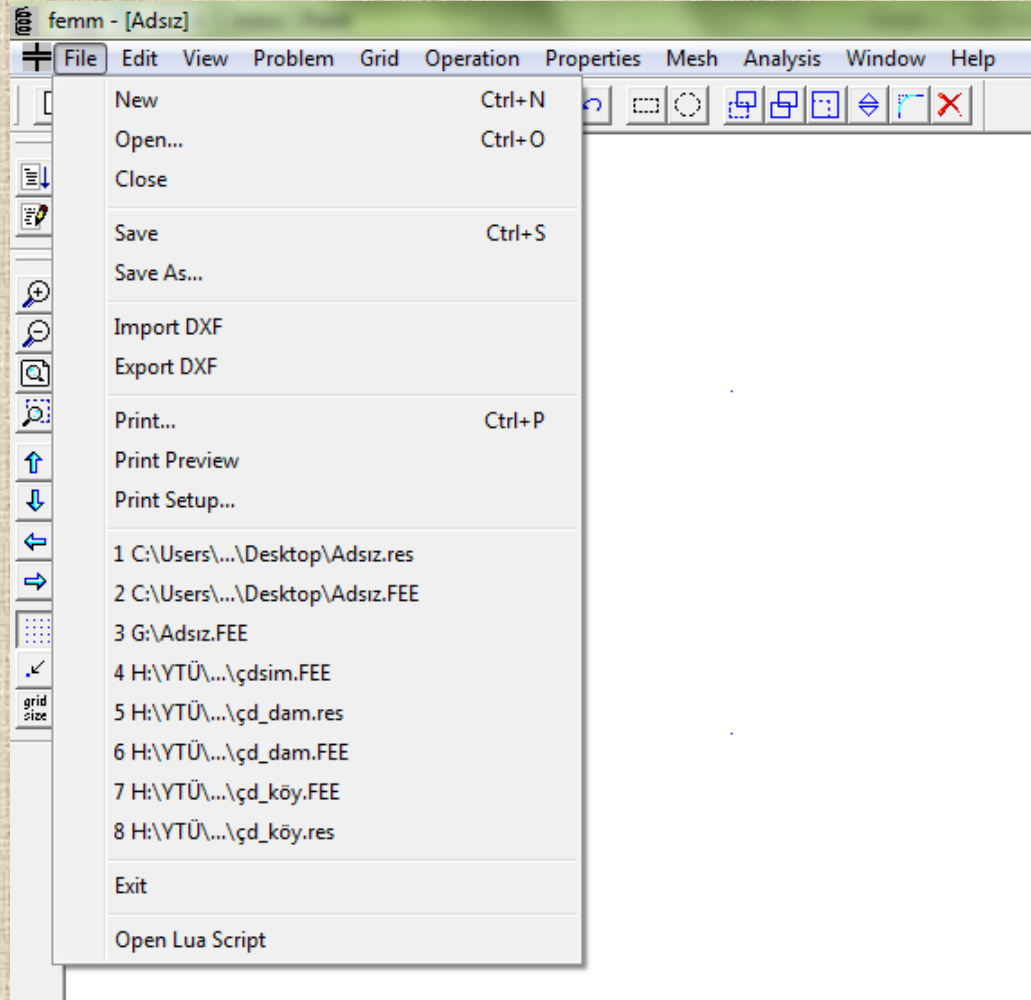 femm - [Adsız]
File Edit View Problem Grid Operation Properties Mesh Analysis Window Help
New Ctrl+N
Open... Ctrl+O
Close
Save Ctrl+S
Save As...
Import DXF
Export DXF
Print... Ctrl+P
Print Preview
Print Setup...
1 C:\Users\...\Desktop\Adsız.res
2 C:\Users\...\Desktop\Adsız.FEE
3 G:\Adsız.FEE
4 H:\YTÜ\...\çdsim.FEE
5 H:\YTÜ\...\çd_dam.res
6 H:\YTÜ\...\çd_dam.FEE
7 H:\YTÜ\...\çd_köy.FEE
8 H:\YTÜ\...\çd_köy.res
Exit
Open Lua Script
grid
size